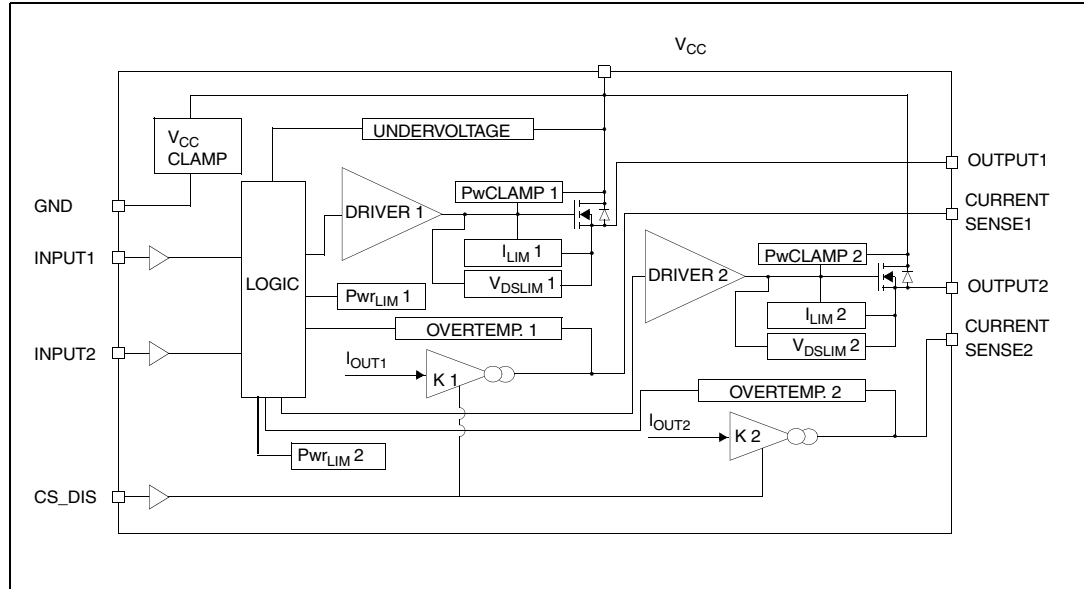 VCC
VCC
CLAMP
UNDERVOLTAGE
OUTPUT1
PwCLAMP 1
CURRENT
SENSE1
GND
DRIVER 1
INPUT1
ILIM 1
PwCLAMP 2
LOGIC
DRIVER 2
VDSLIM 1
OUTPUT2
PwrLIM 1
ILIM 2
OVERTEMP. 1
CURRENT
SENSE2
INPUT2
VDSLIM 2
IOUT1
K 1
OVERTEMP. 2
IOUT2
K 2
PwrLIM 2
CS_DIS